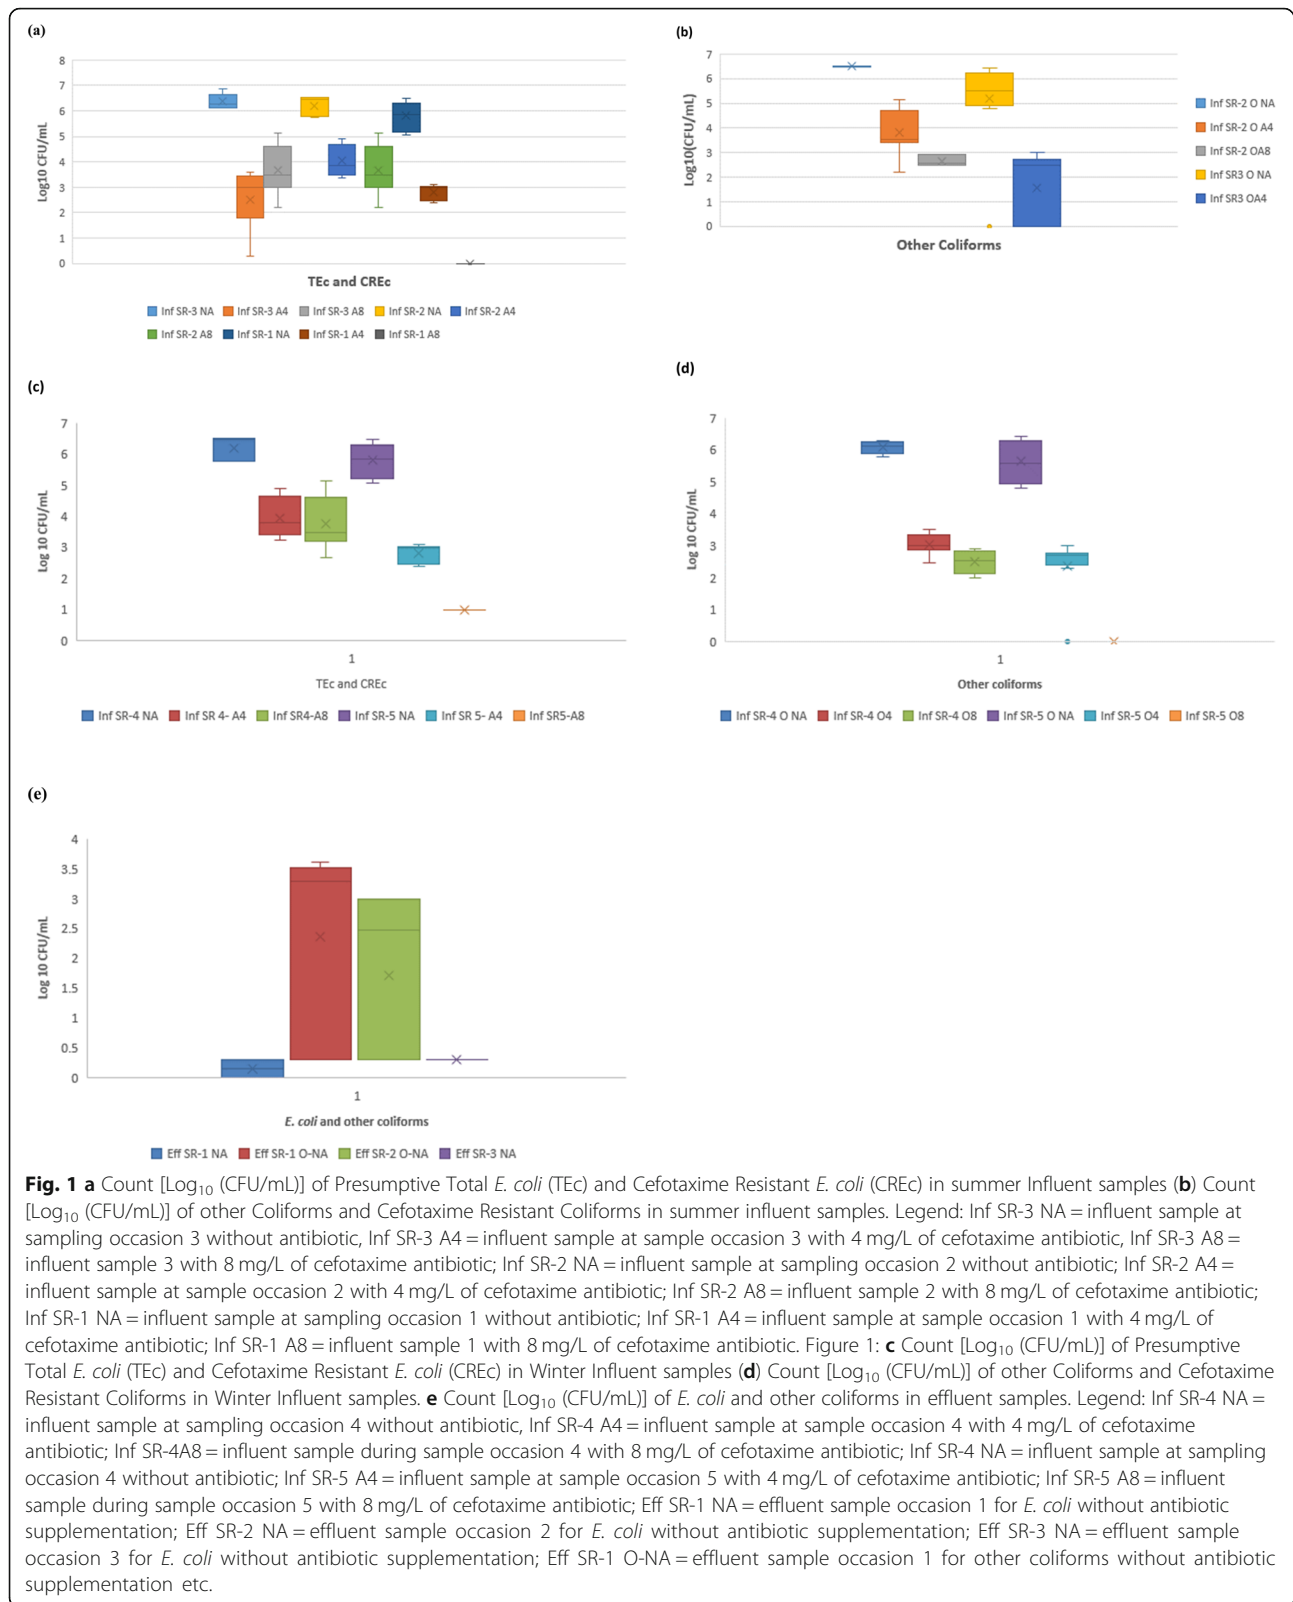 (a)
8
7
6
5
4
3
2
1
0
Log10 CFU/mL
TEc and CREc
Inf SR-3 NA Inf SR-3 A4 Inf SR-3 A8 Inf SR-2 NA Inf SR-2 A4
Inf SR-2 A8 Inf SR-1 NA Inf SR-1 A4 Inf SR-1 A8
(b)
7
6
5
4
3
2
1
0
Log10(CFU/mL)
Other Coliforms
Inf SR-2 O NA
Inf SR-2 O A4
Inf SR-2 OA8
Inf SR3 O NA
Inf SR3 OA4
(c)
7
6
5
4
3
2
1
0
Log 10 CFU/mL
1
TEc and CREc
Inf SR-4 NA Inf SR 4- A4 Inf SR4-A8 Inf SR-5 NA Inf SR 5- A4 Inf SR5-A8
(d)
7
6
5
4
3
2
1
0
Log 10 CFU/mL
1
Other coliforms
Inf SR-4 O NA Inf SR-4 O4 Inf SR-4 O8 Inf SR-5 O NA Inf SR-5 O4 Inf SR-5 O8
(e)
4
3.5
3
2.5
2
1.5
1
0.5
0
Log 10 CFU/mL
1
E. coli and other coliforms
Eff SR-1 NA Eff SR-1 O-NA Eff SR-2 O-NA Eff SR-3 NA
Fig. 1 a Count [Log10 (CFU/mL)] of Presumptive Total E. coli (TEc) and Cefotaxime Resistant E. coli (CREc) in summer Influent samples (b) Count
[Log10 (CFU/mL)] of other Coliforms and Cefotaxime Resistant Coliforms in summer influent samples. Legend: Inf SR-3 NA = influent sample at
sampling occasion 3 without antibiotic, Inf SR-3 A4 = influent sample at sample occasion 3 with 4 mg/L of cefotaxime antibiotic, Inf SR-3 A8 =
influent sample 3 with 8 mg/L of cefotaxime antibiotic; Inf SR-2 NA = influent sample at sampling occasion 2 without antibiotic; Inf SR-2 A4 =
influent sample at sample occasion 2 with 4 mg/L of cefotaxime antibiotic; Inf SR-2 A8 = influent sample 2 with 8 mg/L of cefotaxime antibiotic;
Inf SR-1 NA = influent sample at sampling occasion 1 without antibiotic; Inf SR-1 A4 = influent sample at sample occasion 1 with 4 mg/L of
cefotaxime antibiotic; Inf SR-1 A8 = influent sample 1 with 8 mg/L of cefotaxime antibiotic. Figure 1: c Count [Log10 (CFU/mL)] of Presumptive
Total E. coli (TEc) and Cefotaxime Resistant E. coli (CREc) in Winter Influent samples (d) Count [Log10 (CFU/mL)] of other Coliforms and Cefotaxime
Resistant Coliforms in Winter Influent samples. e Count [Log10 (CFU/mL)] of E. coli and other coliforms in effluent samples. Legend: Inf SR-4 NA =
influent sample at sampling occasion 4 without antibiotic, Inf SR-4 A4 = influent sample at sample occasion 4 with 4 mg/L of cefotaxime
antibiotic; Inf SR-4A8 = influent sample during sample occasion 4 with 8 mg/L of cefotaxime antibiotic; Inf SR-4 NA = influent sample at sampling
occasion 4 without antibiotic; Inf SR-5 A4 = influent sample at sample occasion 5 with 4 mg/L of cefotaxime antibiotic; Inf SR-5 A8 = influent
sample during sample occasion 5 with 8 mg/L of cefotaxime antibiotic; Eff SR-1 NA = effluent sample occasion 1 for E. coli without antibiotic
supplementation; Eff SR-2 NA = effluent sample occasion 2 for E. coli without antibiotic supplementation; Eff SR-3 NA = effluent sample
occasion 3 for E. coli without antibiotic supplementation; Eff SR-1 O-NA = effluent sample occasion 1 for other coliforms without antibiotic
supplementation etc.